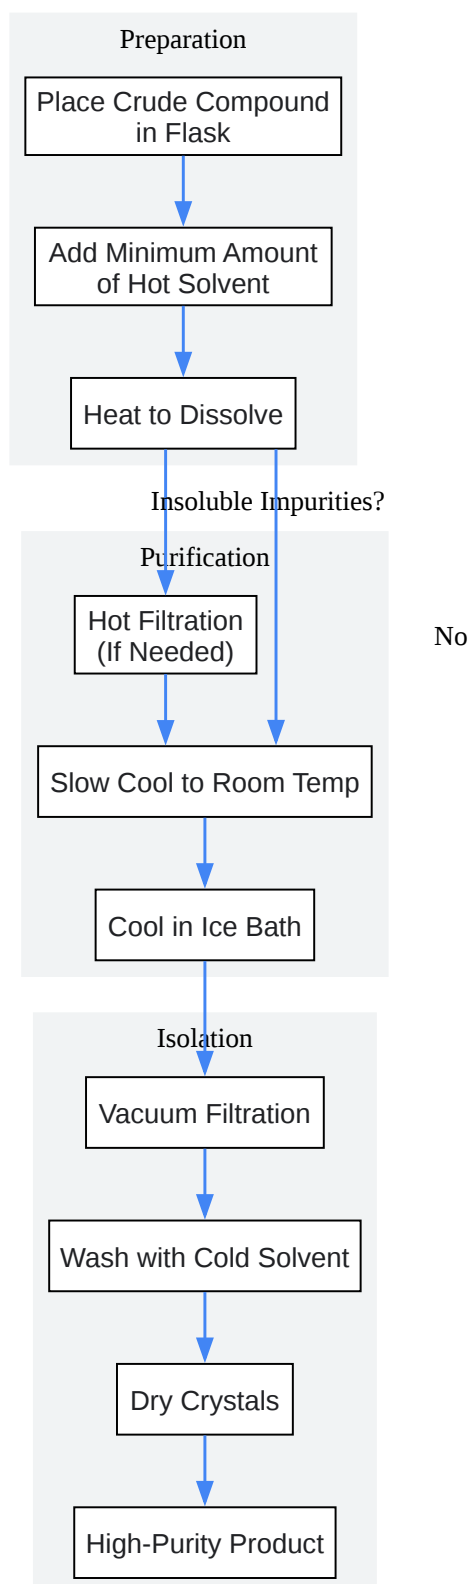 Preparation
Place Crude Compound
in Flask
Add Minimum Amount
of Hot Solvent
Heat to Dissolve
Insoluble Impurities?
Purification
Hot Filtration
(If Needed)
No
Slow Cool to Room Temp
Cool in Ice Bath
Isolation
Vacuum Filtration
Wash with Cold Solvent
Dry Crystals
High-Purity Product